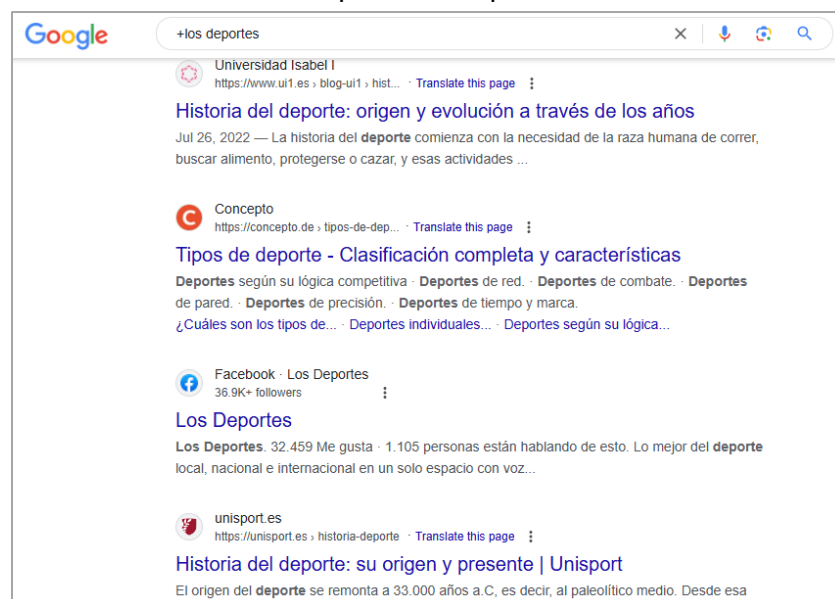 Google
+los deportes
Universidad Isabel I
https://www.ui1.es › blog-ui1 › hist... · Translate this page
Historia del deporte: origen y evolución a través de los años
Jul 26, 2022 — La historia del deporte comienza con la necesidad de la raza humana de correr,
buscar alimento, protegerse o cazar, y esas actividades ...
Concepto
https://concepto.de › tipos-de-dep... · Translate this page
Tipos de deporte - Clasificación completa y características
Deportes según su lógica competitiva · Deportes de red. · Deportes de combate. · Deportes
de pared. · Deportes de precisión. · Deportes de tiempo y marca.
¿Cuáles son los tipos de... · Deportes individuales... · Deportes según su lógica...
Facebook · Los Deportes
36.9K+ followers
Los Deportes
Los Deportes. 32.459 Me gusta · 1.105 personas están hablando de esto. Lo mejor del deporte
local, nacional e internacional en un solo espacio con voz...
unisport.es
https://unisport.es › historia-deporte · Translate this page
Historia del deporte: su origen y presente | Unisport
El origen del deporte se remonta a 33.000 años a.C, es decir, al paleolítico medio. Desde esa